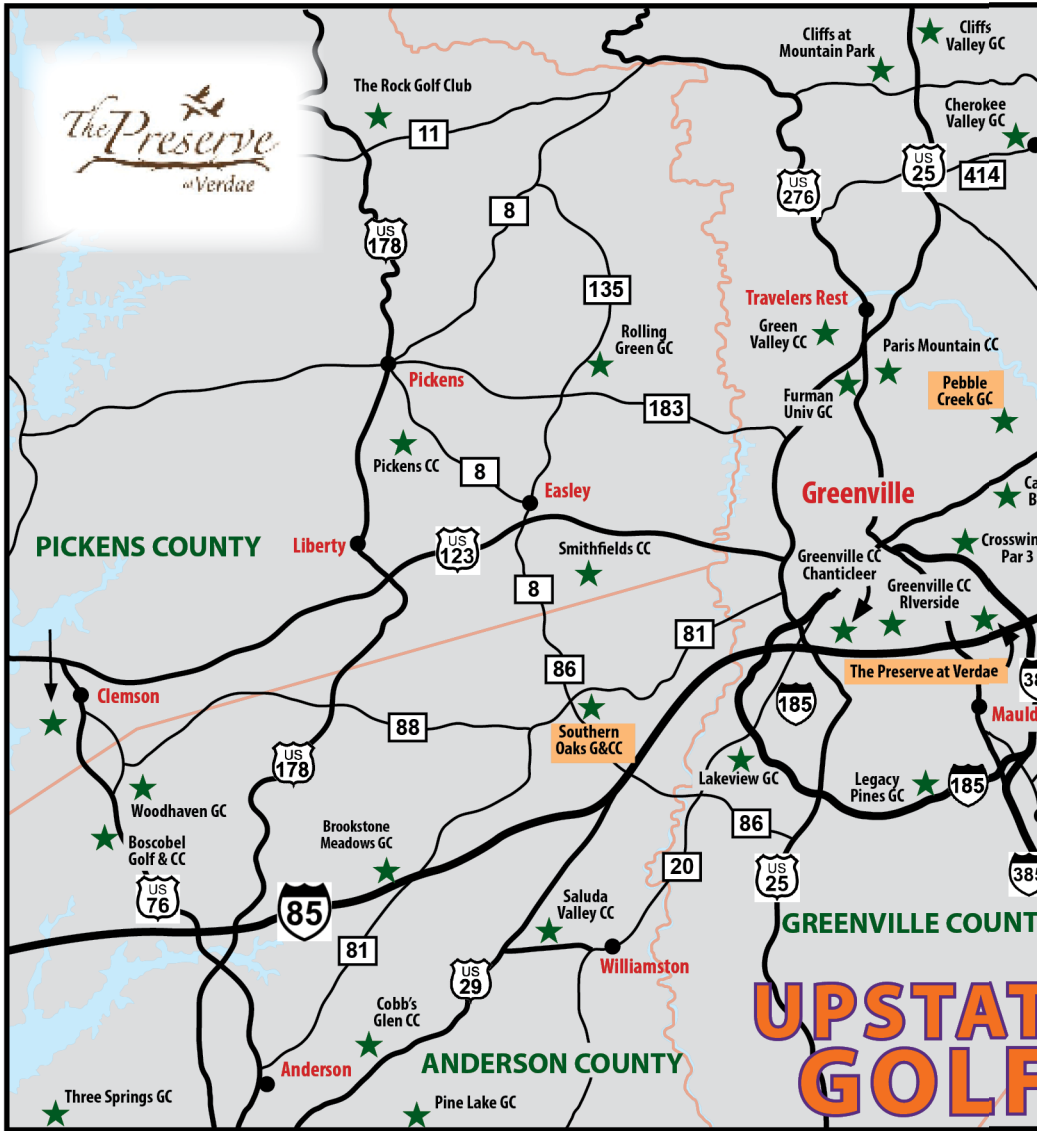 The Preserve
at Verdae
The Rock Golf Club
11
Cliffs at
Mountain Park
Cliffs
Valley GC
Cherokee
Valley GC
US
25
414
US
276
8
US
178
135
Travelers Rest
Green
Valley CC
Rolling
Green GC
Paris Mountain CC
Pickens
Furman
Univ GC
Pebble
Creek GC
183
Pickens CC
8
Easley
Greenville
Ca
B
PICKENS COUNTY
Liberty
US
123
Smithfields CC
Greenville CC
Chanticleer
Crosswin
Par 3
8
Greenville CC
RIverside
81
86
The Preserve at Verdae
38
Clemson
185
Mauld
88
Southern
Oaks G&CC
US
178
Lakeview GC
Legacy
Pines GC
185
Woodhaven GC
Boscobel
Golf & CC
Brookstone
Meadows GC
86
20
US
25
385
US
76
85
Saluda
Valley CC
GREENVILLE COUNT
81
Williamston
US
29
Cobb's
Glen CC
UPSTAT
GOLF
Anderson
ANDERSON COUNTY
Three Springs GC
Pine Lake GC